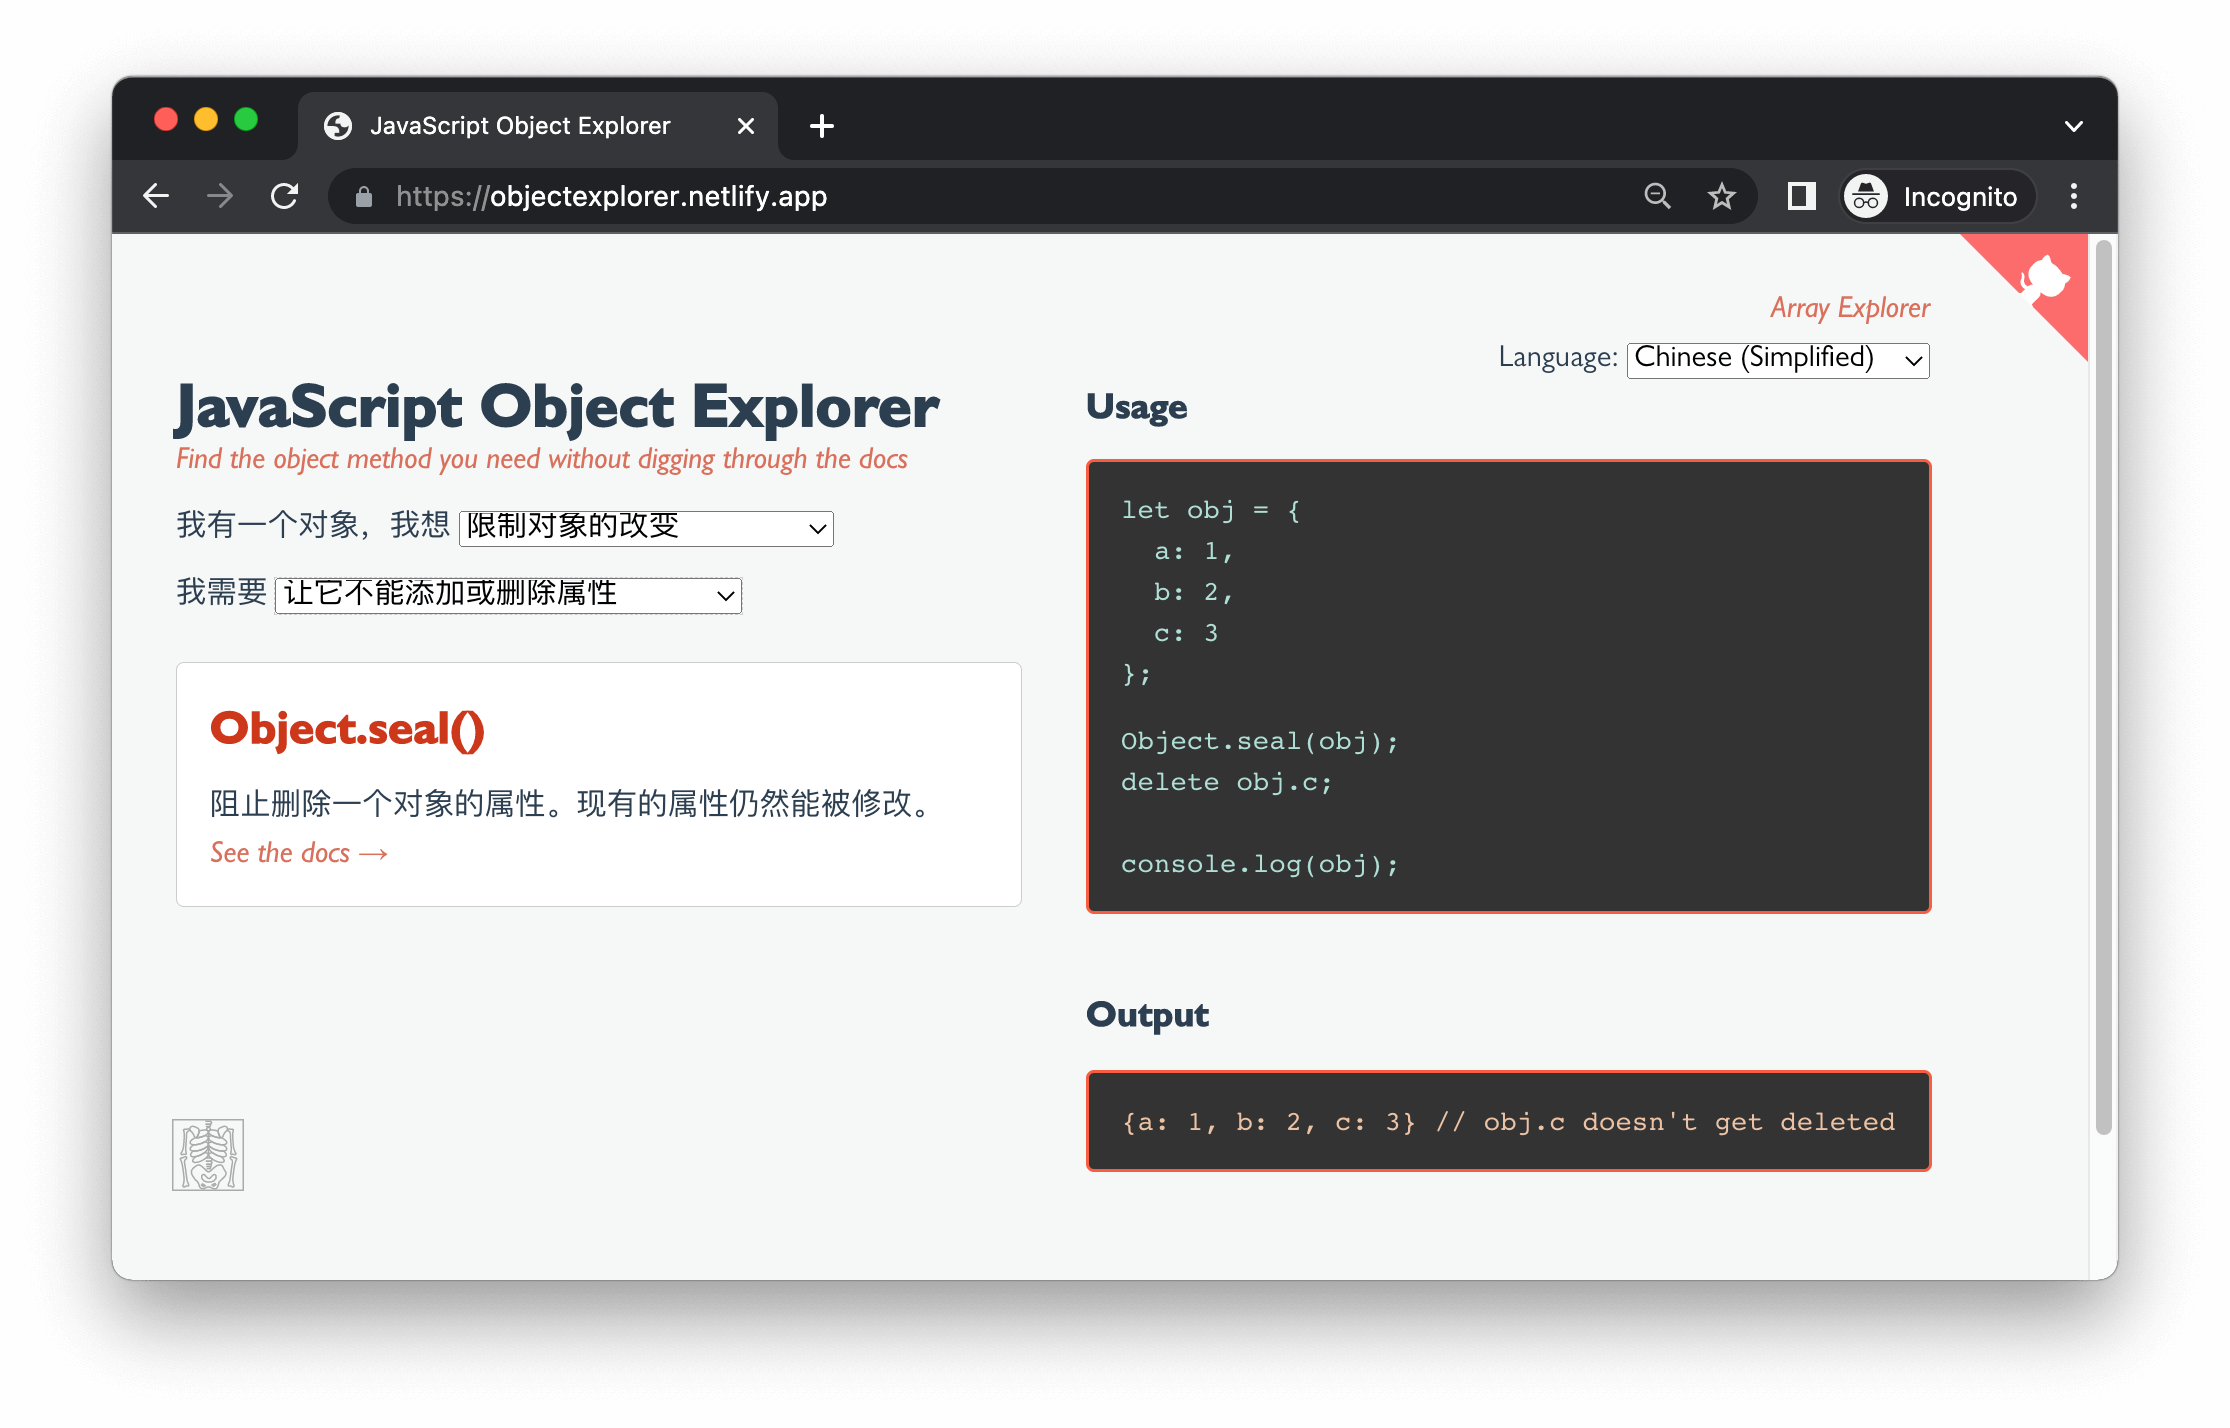 JavaScript Object Explorer
https://objectexplorer.netlify.app
Incognito
Array Explorer
Language: Chinese (Simplified)
JavaScript Object Explorer
Find the object method you need without digging through the docs
我有一个对象，我想 限制对象的改变
我需要 让它不能添加或删除属性
Object.seal()
阻止删除一个对象的属性。现有的属性仍然能被修改。
See the docs →
Usage
let obj = {
  a: 1,
  b: 2,
  c: 3
};
Object.seal(obj);
delete obj.c;
console.log(obj);
Output
{a: 1, b: 2, c: 3} // obj.c doesn't get deleted